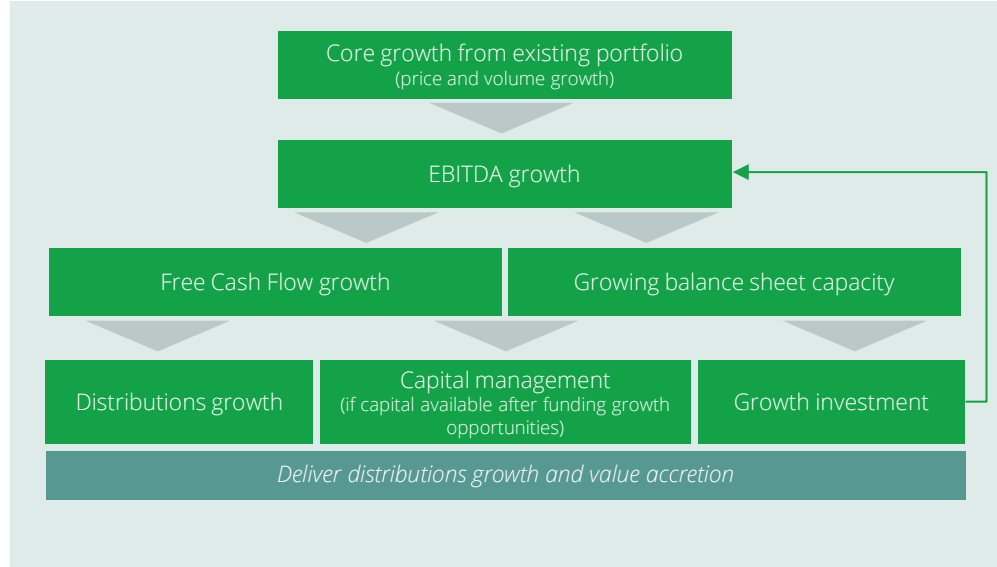 Core growth from existing portfolio
(price and volume growth)
EBITDA growth
Free Cash Flow growth
Growing balance sheet capacity
Distributions growth
Capital management
(if capital available after funding growth
opportunities)
Growth investment
Deliver distributions growth and value accretion